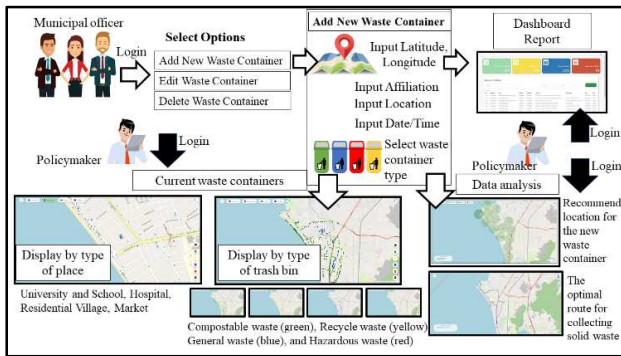 Municipal officer
Login
Select Options
Add New Waste Container
Edit Waste Container
Delete Waste Container
Add New Waste Container
Input Latitude,
Longitude
Input Affiliation
Input Location
Input Date/Time
Select waste
container
type
Dashboard
Report
Login
Policymaker
Login
Current waste containers
Policymaker
Login
Data analysis
Display by type
of place
Display by type
of trash bin
Recommend
location for
the new
waste
container
The
optimal
route for
collecting
solid waste
University and School, Hospital,
Residential Village, Market
Compostable waste (green), Recycle waste (yellow)
General waste (blue), and Hazardous waste (red)